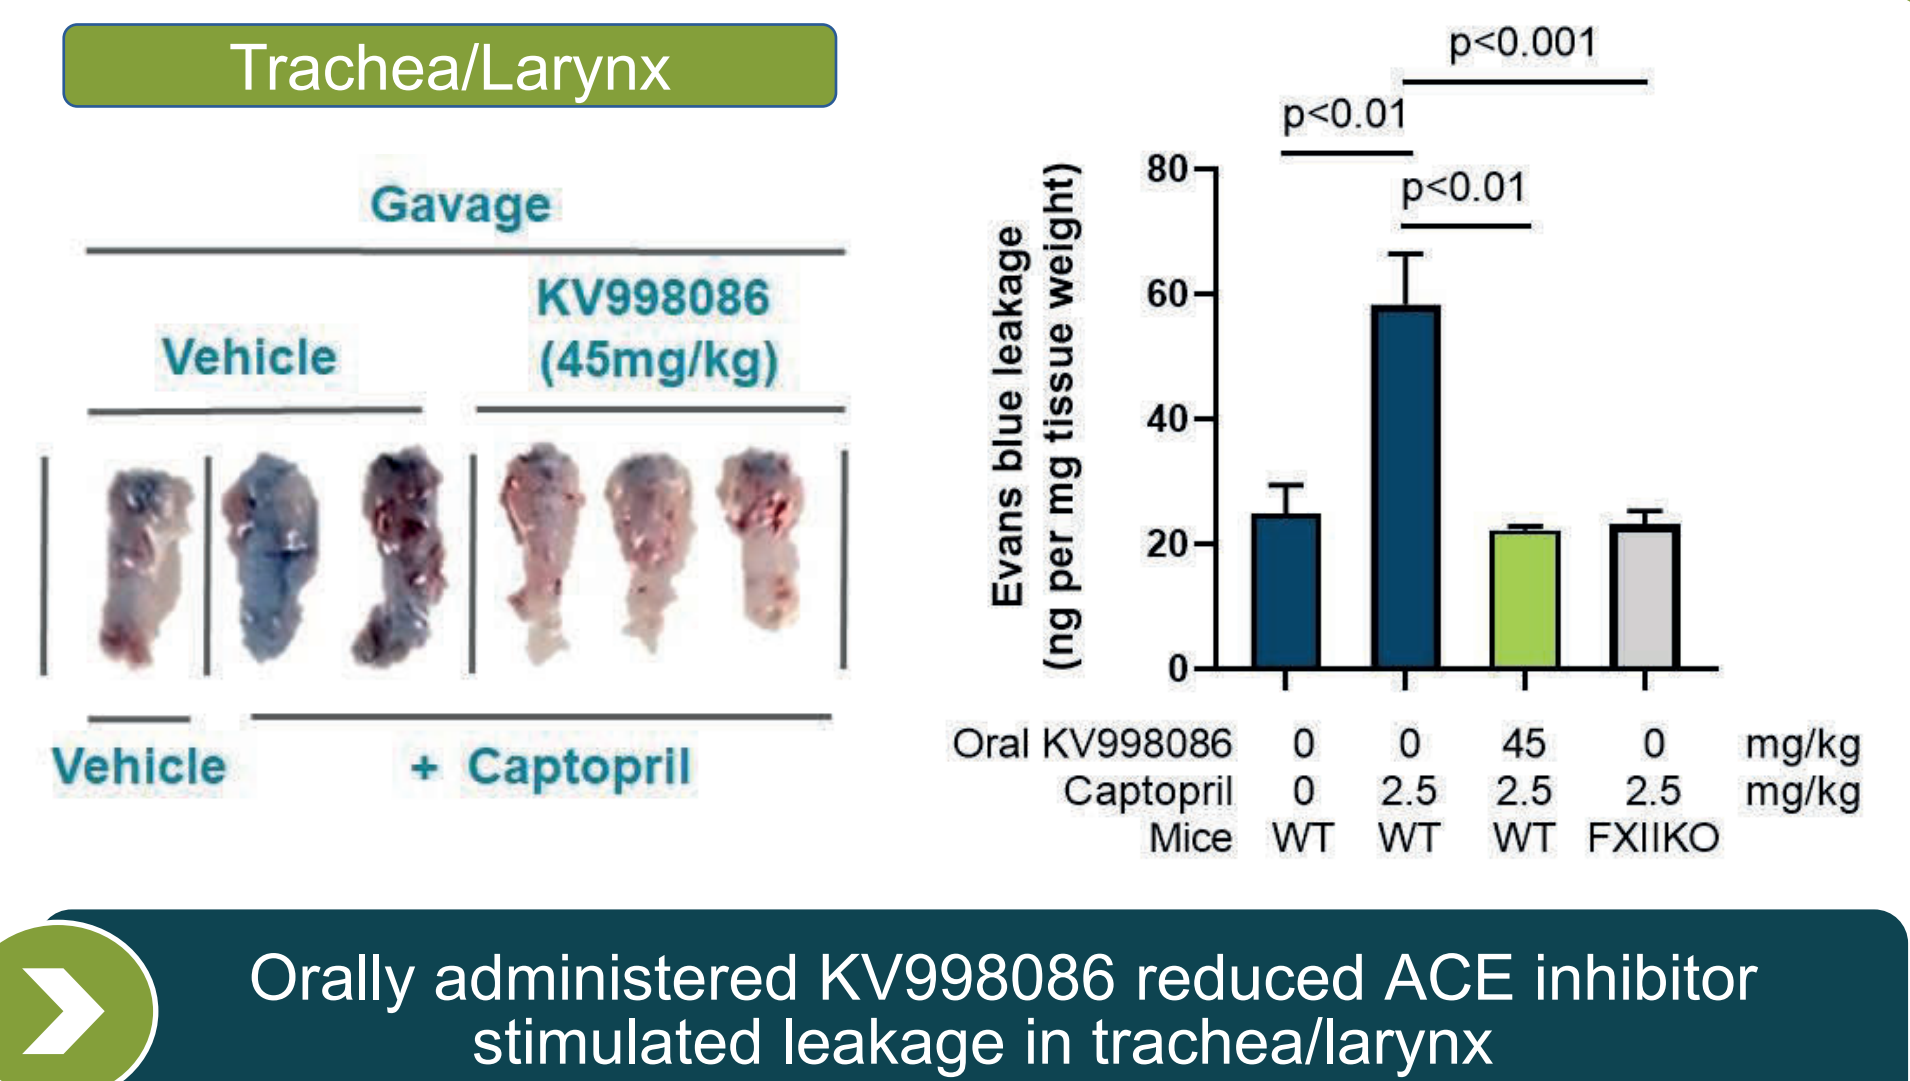 Trachea/Larynx
Gavage
Vehicle
KV998086
(45mg/kg)
Vehicle
+ Captopril
p<0.001
p<0.01
p<0.01
Evans blue leakage
(ng per mg tissue weight)
80
60
40
20
0
Oral KV998086 0 0 45 0 mg/kg
Captopril 0 2.5 2.5 2.5 mg/kg
Mice WT WT WT FXIIKO
Orally administered KV998086 reduced ACE inhibitor
stimulated leakage in trachea/larynx